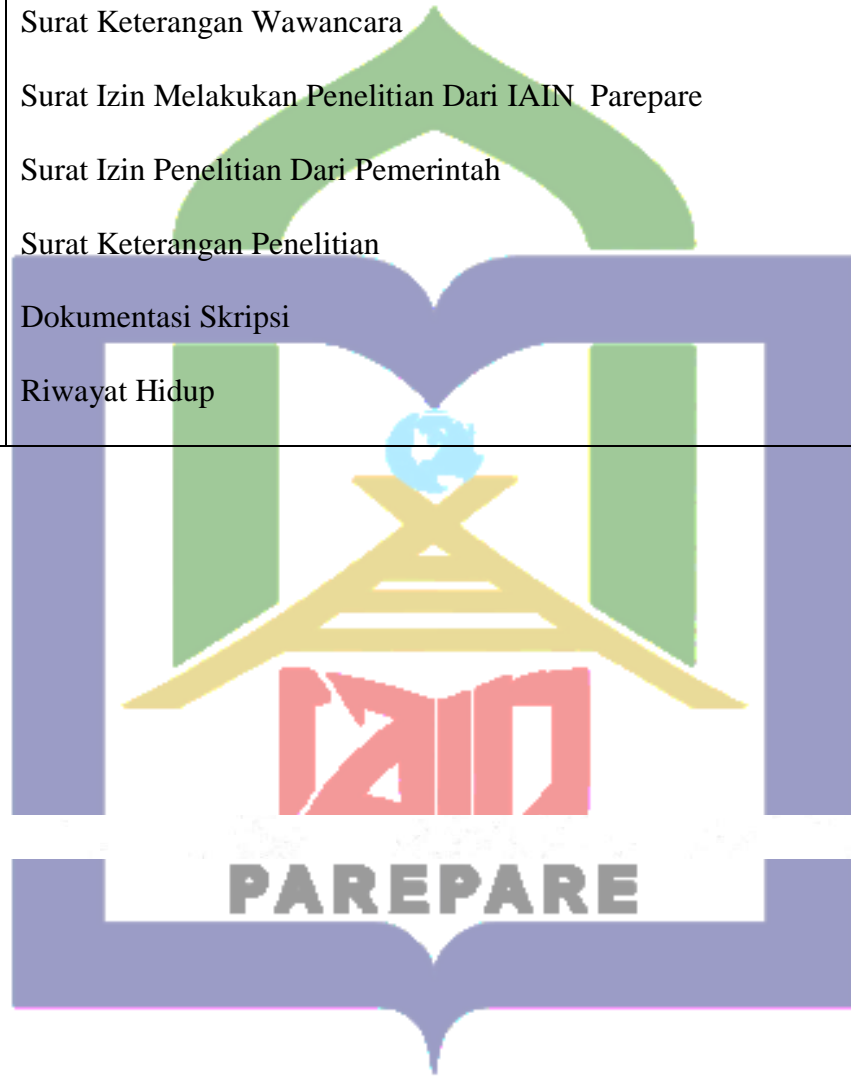 Surat Keterangan Wawancara
Surat Izin Melakukan Penelitian Dari IAIN Parepare
Surat Izin Penelitian Dari Pemerintah
Surat Keterangan Penelitian
Dokumentasi Skripsi
Riwayat Hidup
iain
PAREPARE